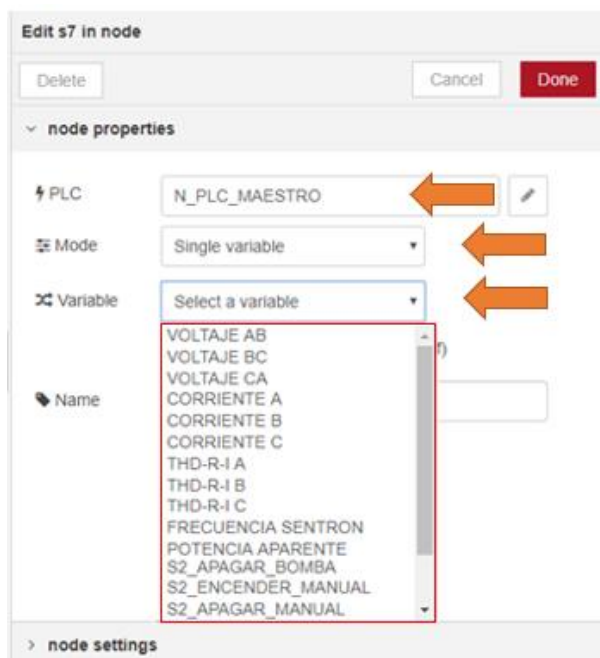 Edit s7 in node
Delete Cancel Done
node properties
PLC N_PLC_MAESTRO
Mode Single variable
Variable Select a variable
VOLTAJE AB
VOLTAJE BC
VOLTAJE CA
CORRIENTE A
CORRIENTE B
CORRIENTE C
THD-R-I A
THD-R-I B
THD-R-I C
FRECUENCIA SENTRON
POTENCIA APARENTE
S2_APAGAR_BOMBA
S2_ENCENDER_MANUAL
S2_APAGAR_MANUAL
Name
node settings